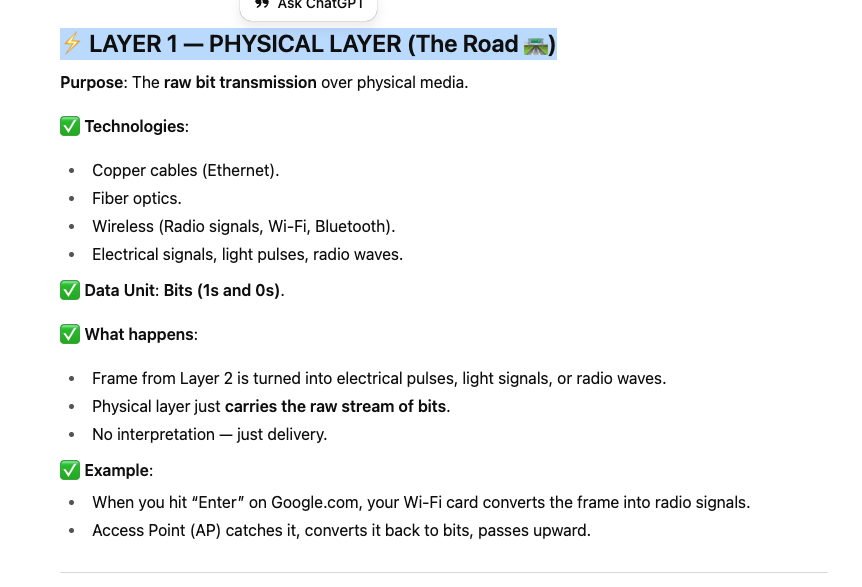 Ask ChatGPT
⚡ LAYER 1 — PHYSICAL LAYER (The Road 🛣️)
Purpose: The raw bit transmission over physical media.
✅ Technologies:
• Copper cables (Ethernet).
• Fiber optics.
• Wireless (Radio signals, Wi-Fi, Bluetooth).
• Electrical signals, light pulses, radio waves.
✅ Data Unit: Bits (1s and 0s).
✅ What happens:
• Frame from Layer 2 is turned into electrical pulses, light signals, or radio waves.
• Physical layer just carries the raw stream of bits.
• No interpretation — just delivery.
✅ Example:
• When you hit “Enter” on Google.com, your Wi-Fi card converts the frame into radio signals.
• Access Point (AP) catches it, converts it back to bits, passes upward.